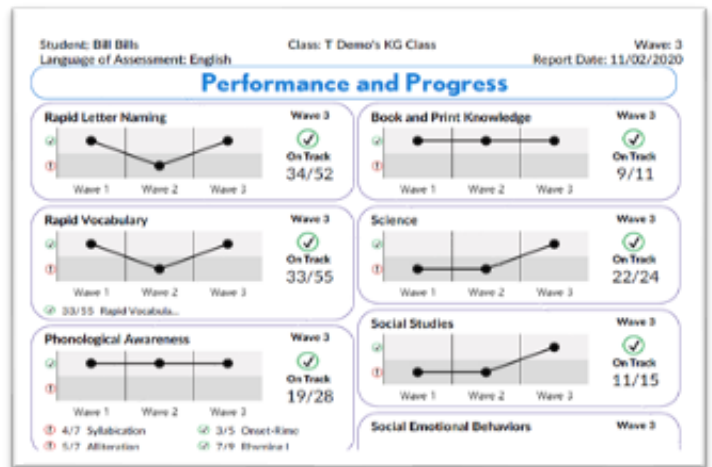 Student: Bill Bills
Class: T Demo's KG Class
Wave: 3
Language of Assessment: English
Report Date: 11/02/2020
Performance and Progress
Rapid Letter Naming
Wave 3
On Track
34/52
Wave 1 Wave 2 Wave 3
Rapid Vocabulary
Wave 3
On Track
33/55
Wave 1 Wave 2 Wave 3
33/55 Rapid Vocabula...
Phonological Awareness
Wave 3
On Track
19/28
Wave 1 Wave 2 Wave 3
4/7 Syllabication
3/5 Onset-Rime
5/7 Alliteration
7/9 Rhyming I
Book and Print Knowledge
Wave 3
On Track
9/11
Wave 1 Wave 2 Wave 3
Science
Wave 3
On Track
22/24
Wave 1 Wave 2 Wave 3
Social Studies
Wave 3
On Track
11/15
Wave 1 Wave 2 Wave 3
Social Emotional Behaviors
Wave 3